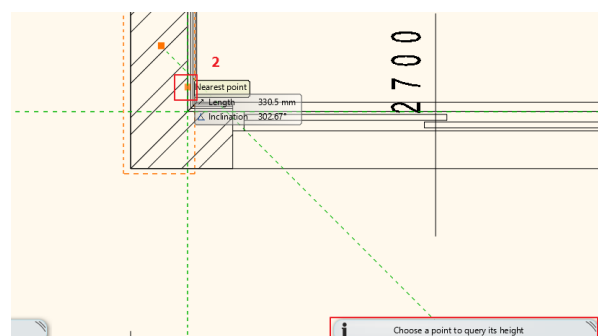 2700
2
Nearest point
Length 330.5 mm
Inclination 302.67°
i Choose a point to query its height